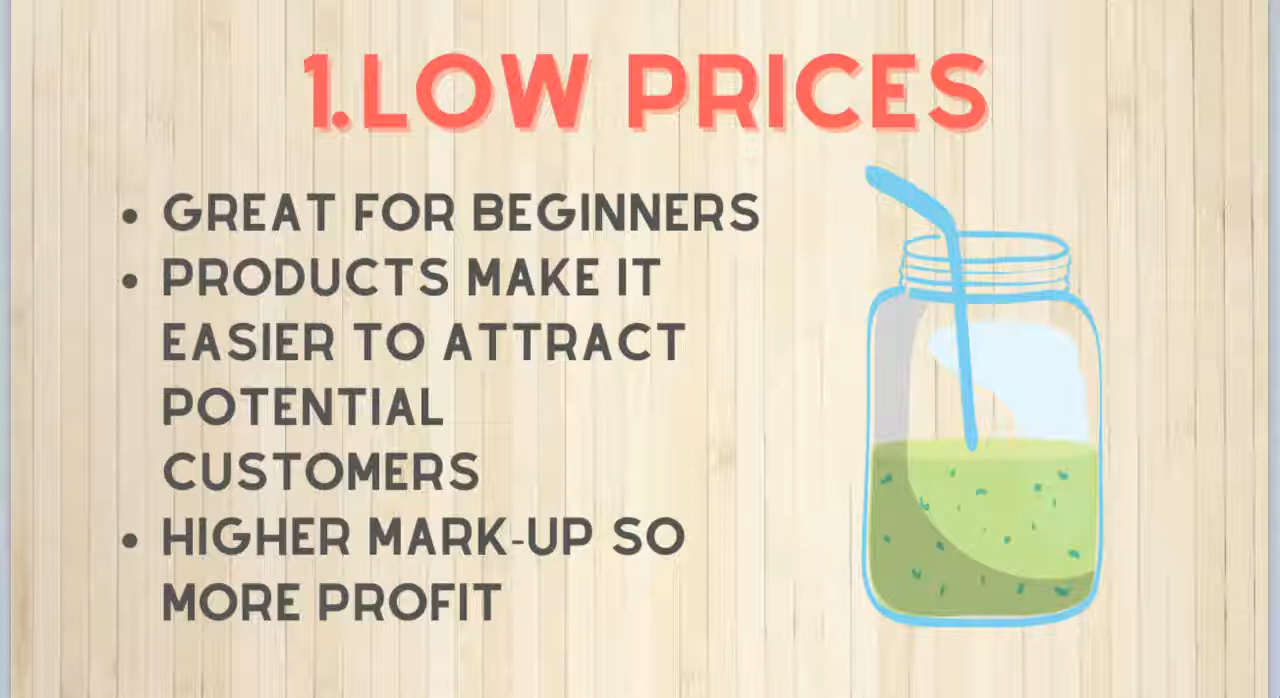 1.LOW PRICES
• GREAT FOR BEGINNERS
• PRODUCTS MAKE IT
EASIER TO ATTRACT
POTENTIAL
CUSTOMERS
• HIGHER MARK-UP SO
MORE PROFIT